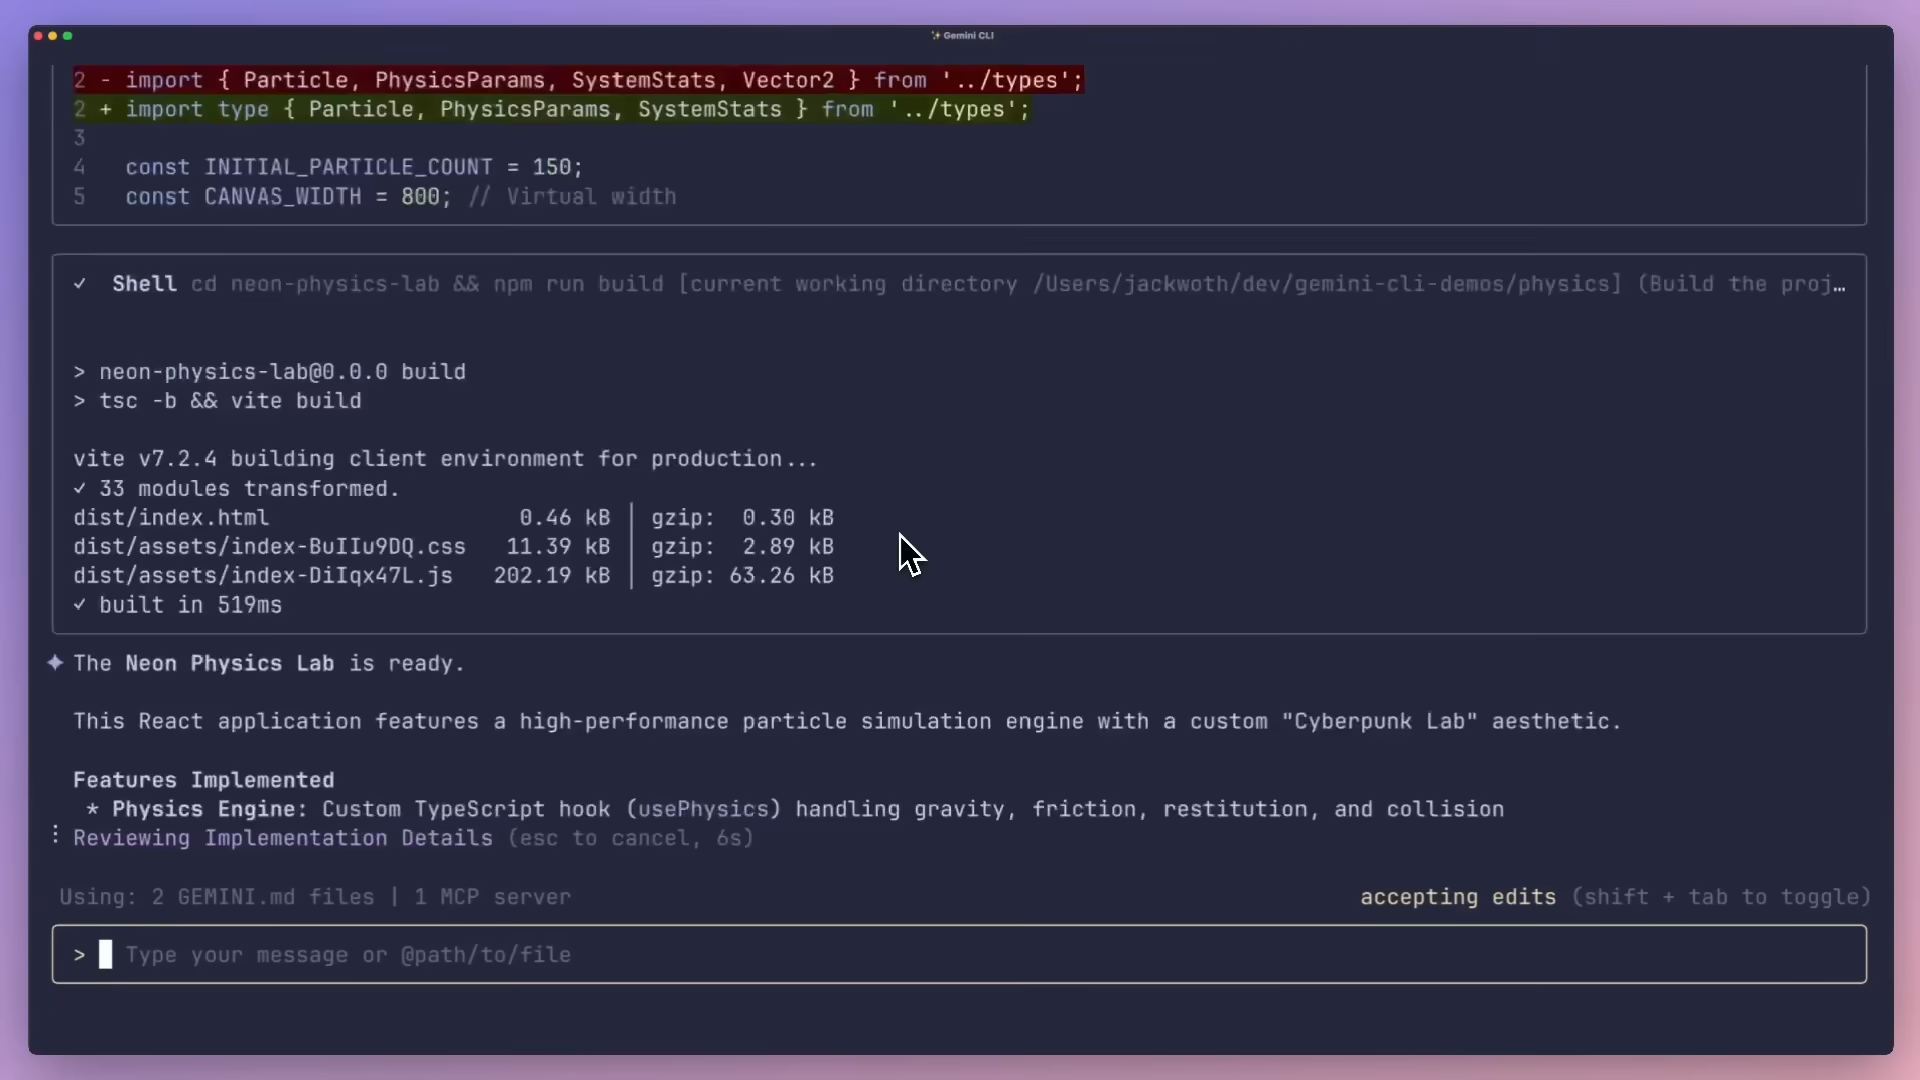 ✨ Gemini CLI
2 - import { Particle, PhysicsParams, SystemStats, Vector2 } from '../types';
2 + import type { Particle, PhysicsParams, SystemStats } from '../types';
3
4   const INITIAL_PARTICLE_COUNT = 150;
5   const CANVAS_WIDTH = 800; // Virtual width
✓  Shell cd neon-physics-lab && npm run build [current working directory /Users/jackwoth/dev/gemini-cli-demos/physics] (Build the proj…
> neon-physics-lab@0.0.0 build
> tsc -b && vite build
vite v7.2.4 building client environment for production...
✓ 33 modules transformed.
dist/index.html                   0.46 kB │ gzip:  0.30 kB
dist/assets/index-BuIIu9DQ.css   11.39 kB │ gzip:  2.89 kB
dist/assets/index-DiIqx47L.js   202.19 kB │ gzip: 63.26 kB
✓ built in 519ms
✦ The Neon Physics Lab is ready.
This React application features a high-performance particle simulation engine with a custom "Cyberpunk Lab" aesthetic.
Features Implemented
* Physics Engine: Custom TypeScript hook (usePhysics) handling gravity, friction, restitution, and collision
Reviewing Implementation Details (esc to cancel, 6s)
Using: 2 GEMINI.md files | 1 MCP server
accepting edits (shift + tab to toggle)
> Type your message or @path/to/file